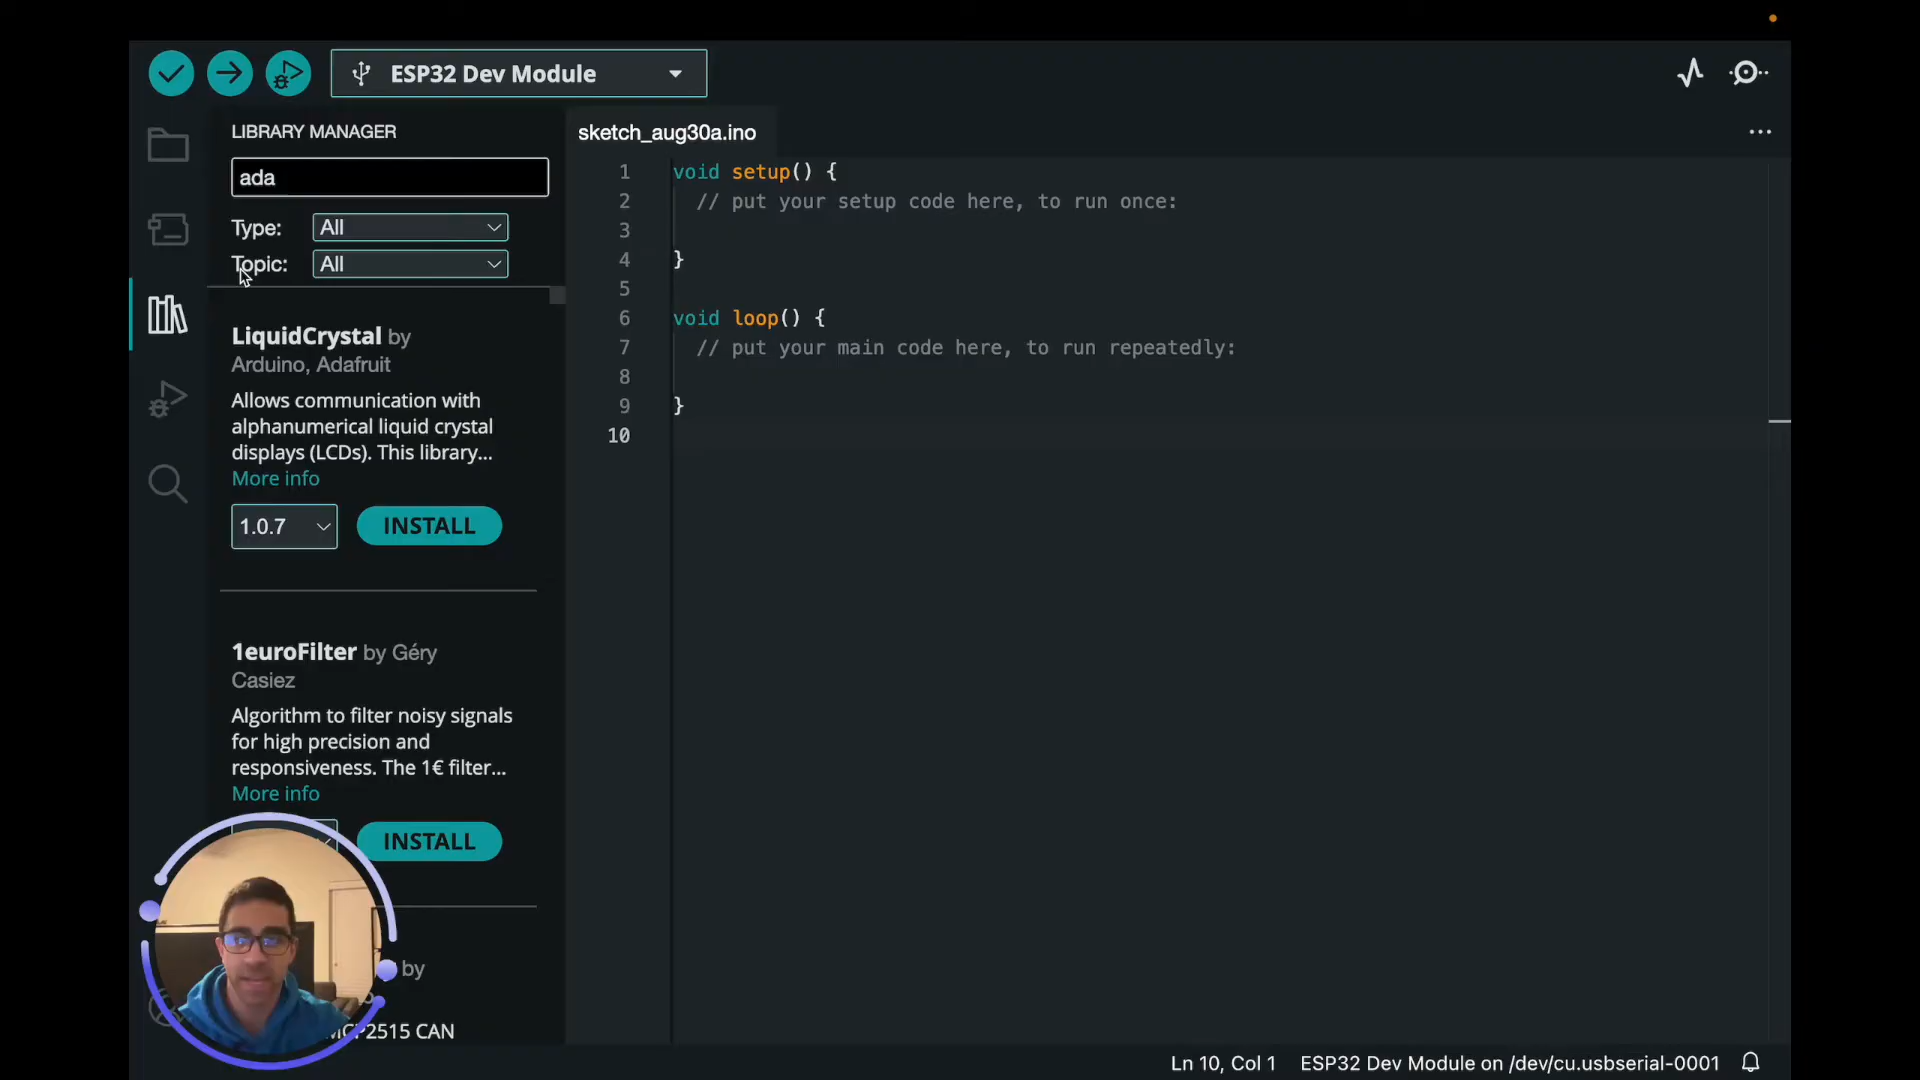 ESP32 Dev Module
LIBRARY MANAGER
ada
Type: All
Topic: All
LiquidCrystal by
Arduino, Adafruit
Allows communication with
alphanumerical liquid crystal
displays (LCDs). This library...
More info
1.0.7 INSTALL
1euroFilter by Géry
Casiez
Algorithm to filter noisy signals
for high precision and
responsiveness. The 1€ filter...
More info
INSTALL
by
MCP2515 CAN
sketch_aug30a.ino
1 void setup() {
2 // put your setup code here, to run once:
3
4 }
5
6 void loop() {
7 // put your main code here, to run repeatedly:
8
9 }
10
Ln 10, Col 1 ESP32 Dev Module on /dev/cu.usbserial-0001